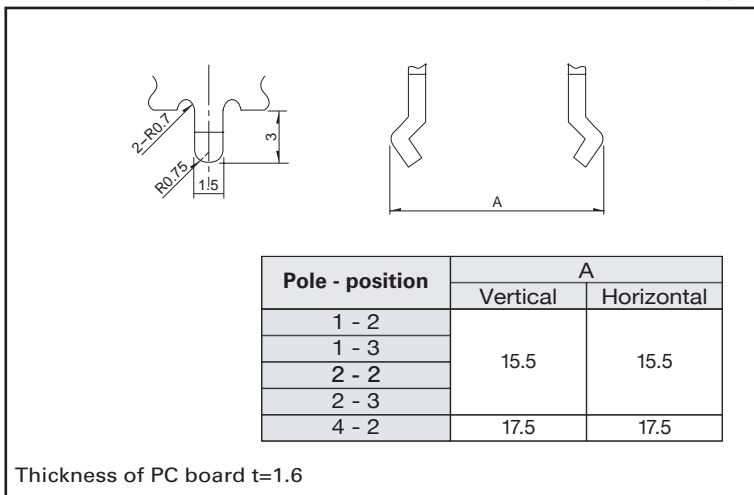 2-R0.7
R0.75
1.5
3
A
Pole - position
A
Vertical
Horizontal
1 - 2
1 - 3
2 - 2
2 - 3
15.5
15.5
4 - 2
17.5
17.5
Thickness of PC board t=1.6